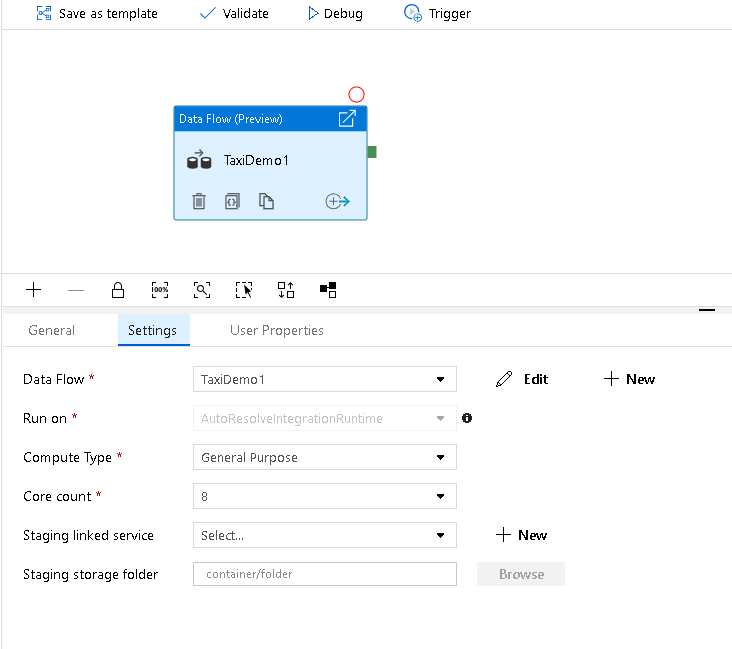 Save as template Validate Debug Trigger
Data Flow (Preview)
TaxiDemo1
100%
General Settings User Properties
Data Flow * TaxiDemo1 Edit New
Run on * AutoResolveIntegrationRuntime
Compute Type * General Purpose
Core count * 8
Staging linked service Select... New
Staging storage folder container/folder Browse